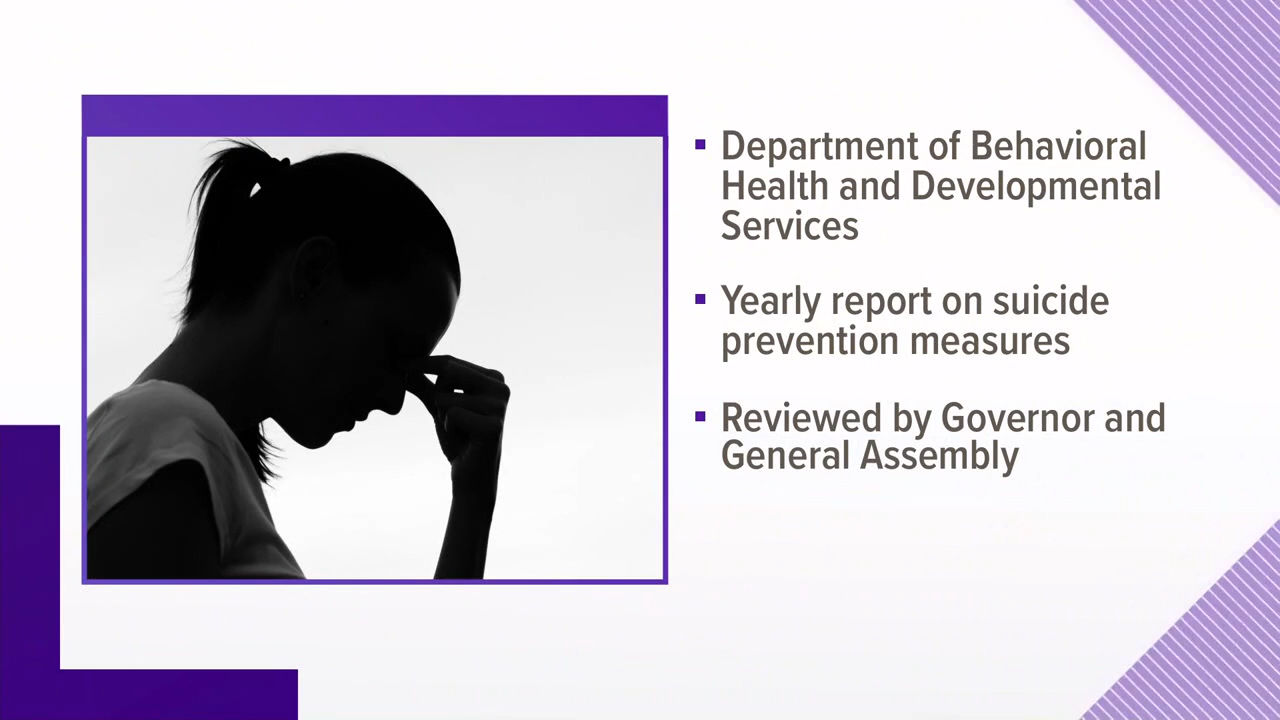 Department of Behavioral
Health and Developmental
Services
Yearly report on suicide
prevention measures
Reviewed by Governor and
General Assembly